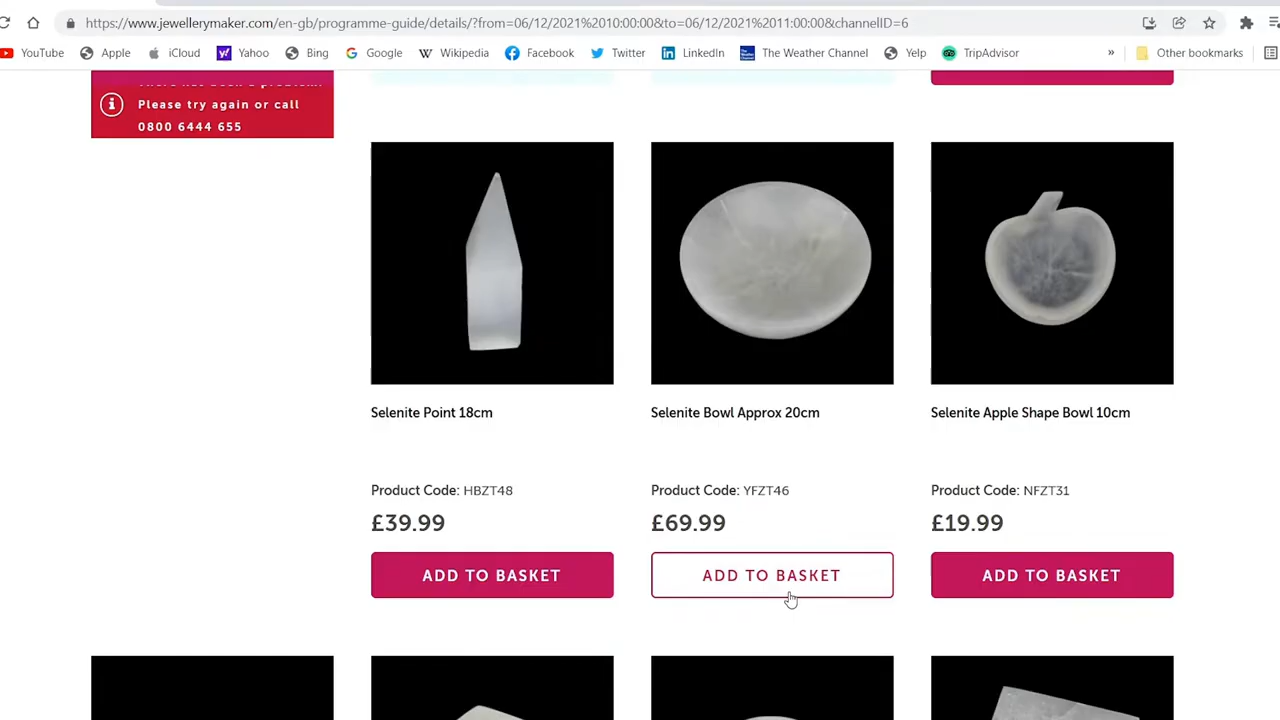 https://www.jewellerymaker.com/en-gb/programme-guide/details/?from=06/12/2021%2010:00:00&to=06/12/2021%2011:00:00&channelID=6
YouTube Apple iCloud Yahoo Bing Google Wikipedia Facebook Twitter LinkedIn The Weather Channel Yelp TripAdvisor » Other bookmarks
Please try again or call
0800 6444 655
Selenite Point 18cm
Selenite Bowl Approx 20cm
Selenite Apple Shape Bowl 10cm
Product Code: HBZT48
Product Code: YFZT46
Product Code: NFZT31
£39.99
£69.99
£19.99
ADD TO BASKET
ADD TO BASKET
ADD TO BASKET